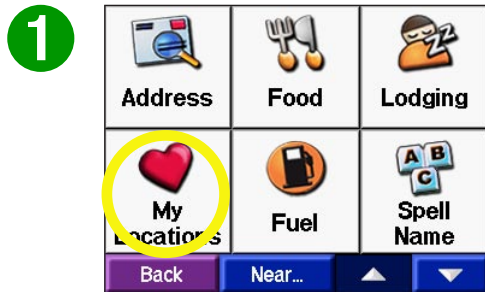 1
Address Food Lodging
A B
C
My Locations Fuel Spell Name
Back Near...